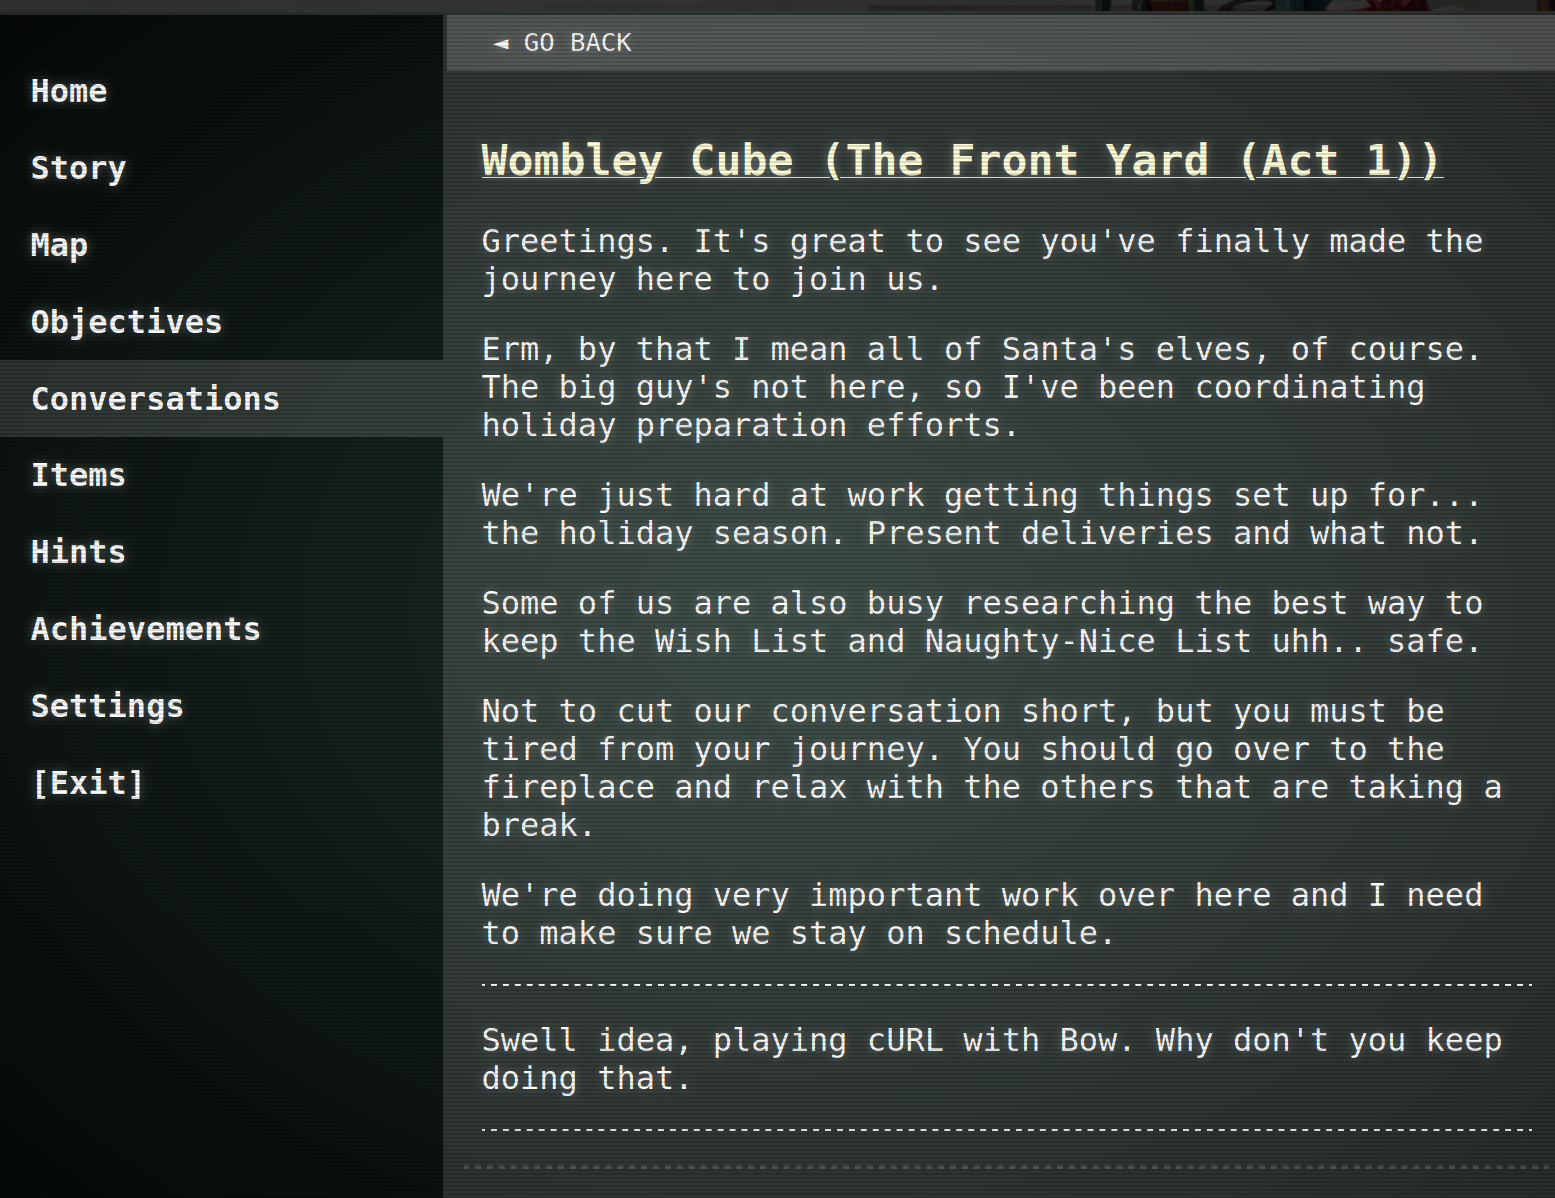 ◄ GO BACK
Home
Story
Map
Objectives
Conversations
Items
Hints
Achievements
Settings
[Exit]
Wombley Cube (The Front Yard (Act 1))
Greetings. It's great to see you've finally made the
journey here to join us.
Erm, by that I mean all of Santa's elves, of course.
The big guy's not here, so I've been coordinating
holiday preparation efforts.
We're just hard at work getting things set up for...
the holiday season. Present deliveries and what not.
Some of us are also busy researching the best way to
keep the Wish List and Naughty-Nice List uhh.. safe.
Not to cut our conversation short, but you must be
tired from your journey. You should go over to the
fireplace and relax with the others that are taking a
break.
We're doing very important work over here and I need
to make sure we stay on schedule.
Swell idea, playing cURL with Bow. Why don't you keep
doing that.